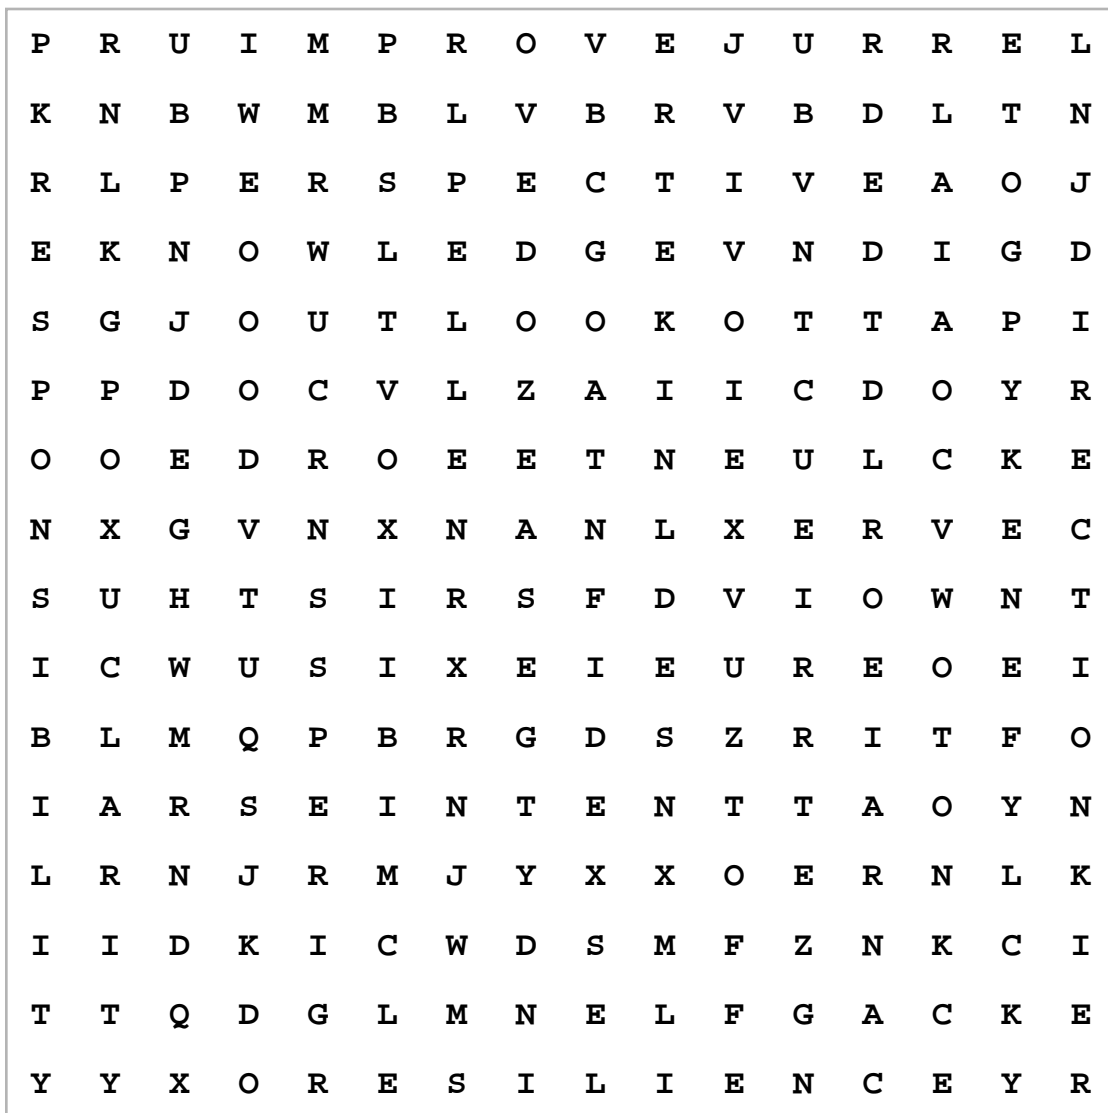 P R U I M P R O V E J U R R E L
K N B W M B L V B R V B D L T N
R L P E R S P E C T I V E A O J
E K N O W L E D G E V N D I G D
S G J O U T L O O K O T T A P I
P P D O C V L Z A I I C D O Y R
O O E D R O E E T N E U L C K E
N X G V N X N A N L X E R V E C
S U H T S I R S F D V I O W N T
I C W U S I X E I E U R E O E I
B L M Q P B R G D S Z R I T F O
I A R S E I N T E N T T A O Y N
L R N J R M J Y X X O E R N L K
I I D K I C W D S M F Z N K C I
T T Q D G L M N E L F G A C K E
Y Y X O R E S I L I E N C E Y R